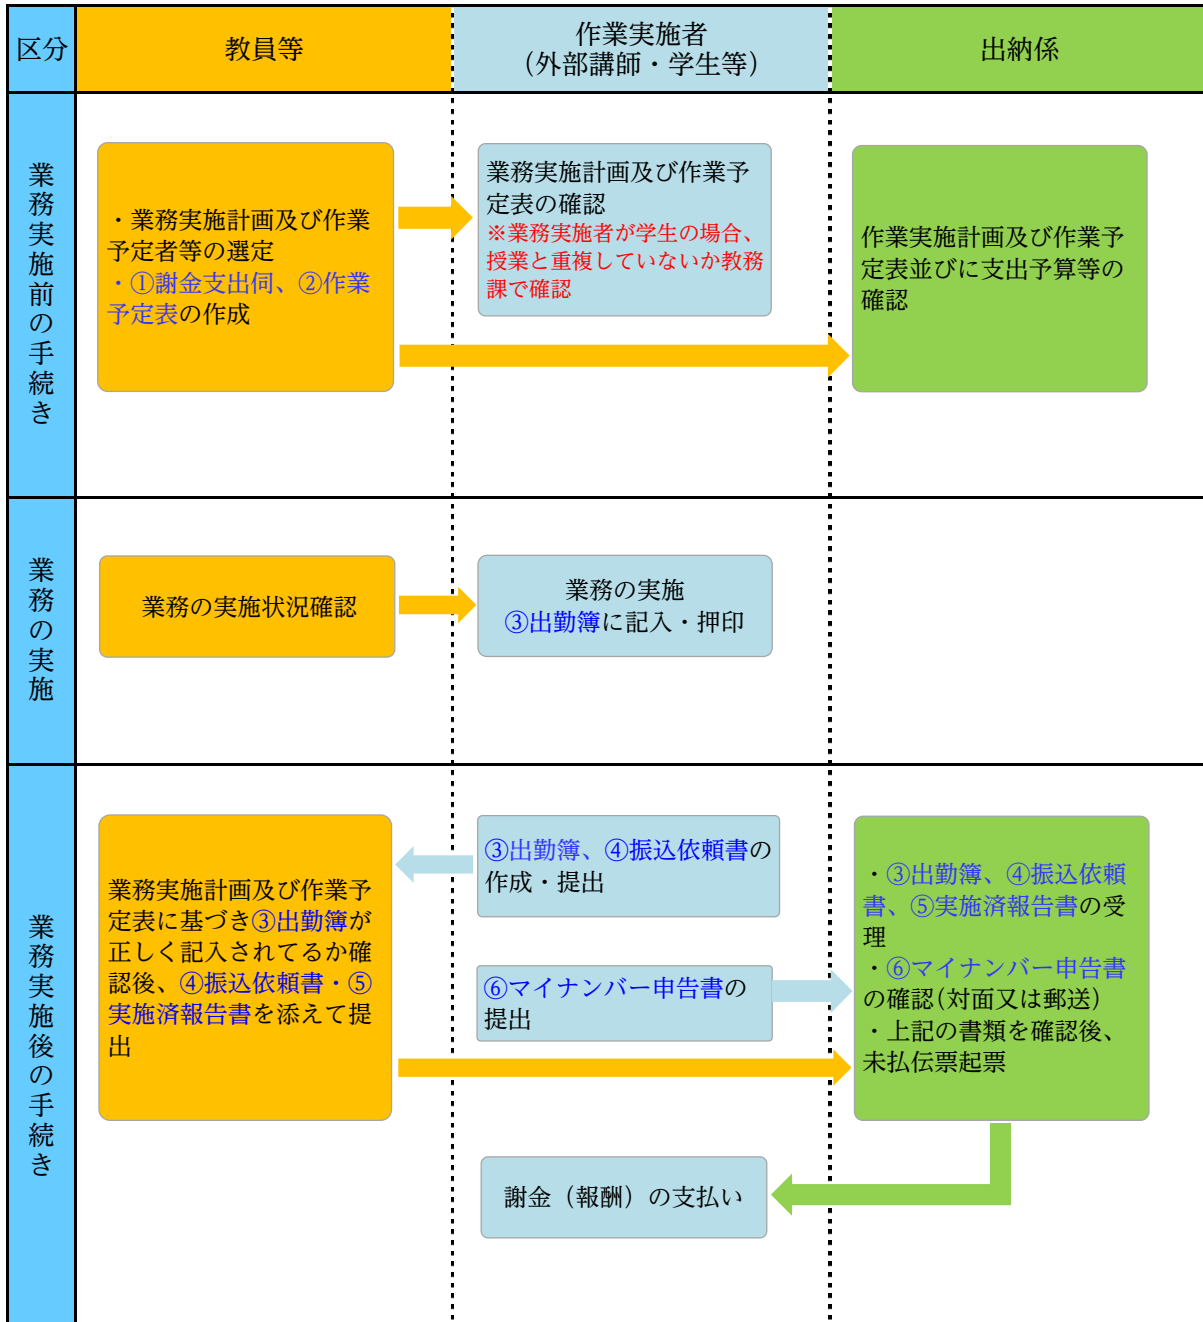 区分
教員等
作業実施者
（外部講師・学生等）
出納係
業務実施前の手続き
・業務実施計画及び作業
予定者等の選定
・①謝金支出伺、②作業
予定表の作成
業務実施計画及び作業予
定表の確認
※業務実施者が学生の場合、
授業と重複していないか教務
課で確認
作業実施計画及び作業予
定表並びに支出予算等の
確認
業務の実施
業務の実施状況確認
業務の実施
③出勤簿に記入・押印
業務実施後の手続き
業務実施計画及び作業予
定表に基づき③出勤簿が
正しく記入されてるか確
認後、④振込依頼書・⑤
実施済報告書を添えて提
出
③出勤簿、④振込依頼書の
作成・提出
⑥マイナンバー申告書の
提出
・③出勤簿、④振込依頼
書、⑤実施済報告書の受
理
・⑥マイナンバー申告書
の確認(対面又は郵送)
・上記の書類を確認後、
未払伝票起票
謝金（報酬）の支払い